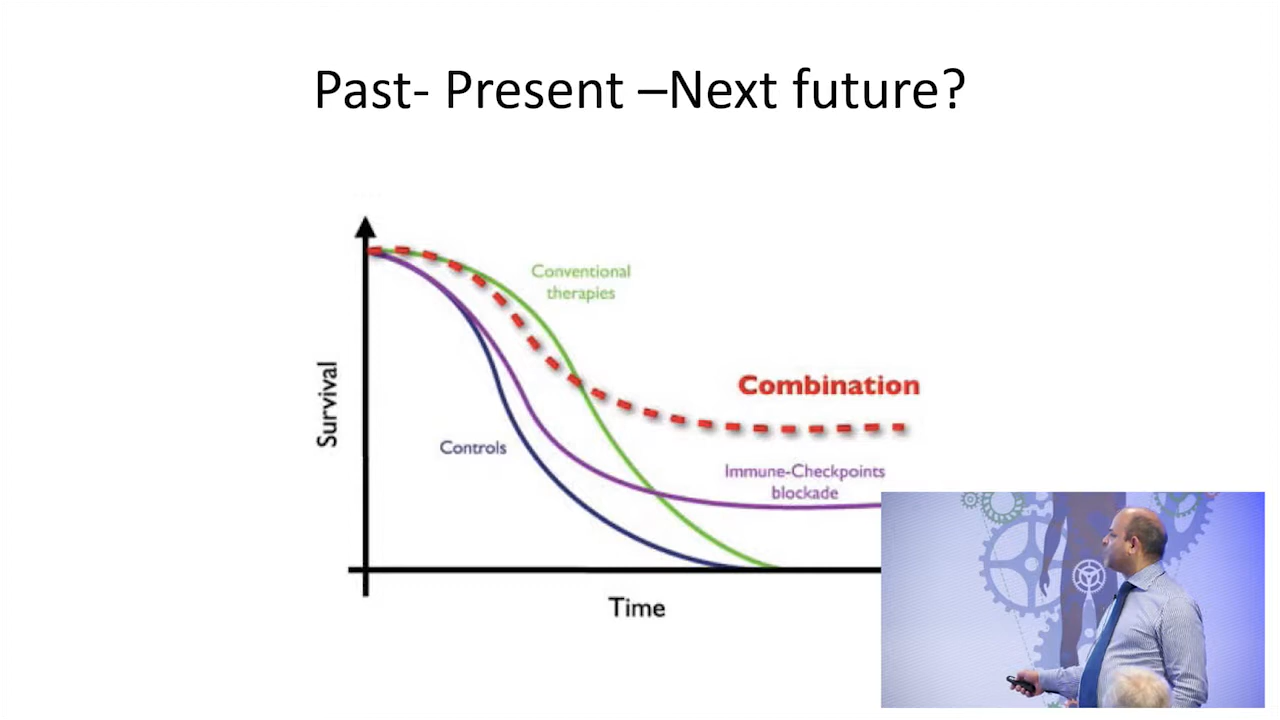 Past- Present –Next future?
Conventional
therapies
Combination
Survival
Controls
Immune-Checkpoints
blockade
Time